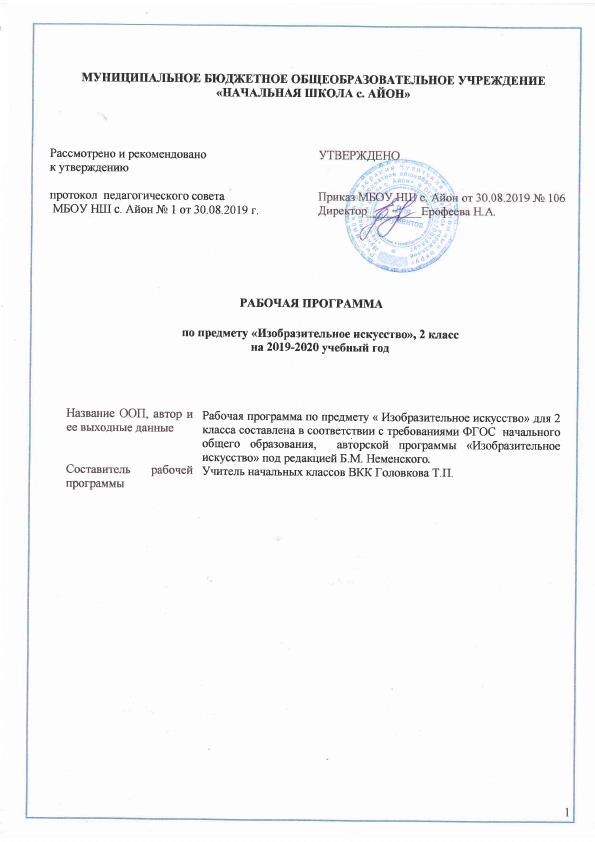 МУНИЦИПАЛЬНОЕ БЮДЖЕТНОЕ ОБЩЕОБРАЗОВАТЕЛЬНОЕ УЧРЕЖДЕНИЕ
«НАЧАЛЬНАЯ ШКОЛА с. АЙОН»
Рассмотрено и рекомендовано
к утверждению
протокол педагогического совета
МБОУ НШ с. Айон № 1 от 30.08.2019 г.
УТВЕРЖДЕНО
Приказ МБОУ НШ с. Айон от 30.08.2019 № 106
Директор Ерофеева Н.А.
РАБОЧАЯ ПРОГРАММА
по предмету «Изобразительное искусство», 2 класс
на 2019-2020 учебный год
Название ООП, автор и
ее выходные данные
Рабочая программа по предмету « Изобразительное искусство» для 2
класса составлена в соответствии с требованиями ФГОС начального
общего образования, авторской программы «Изобразительное
искусство» под редакцией Б.М. Неменского.
Составитель рабочей
программы
Учитель начальных классов ВКК Головкова Т.П.
1